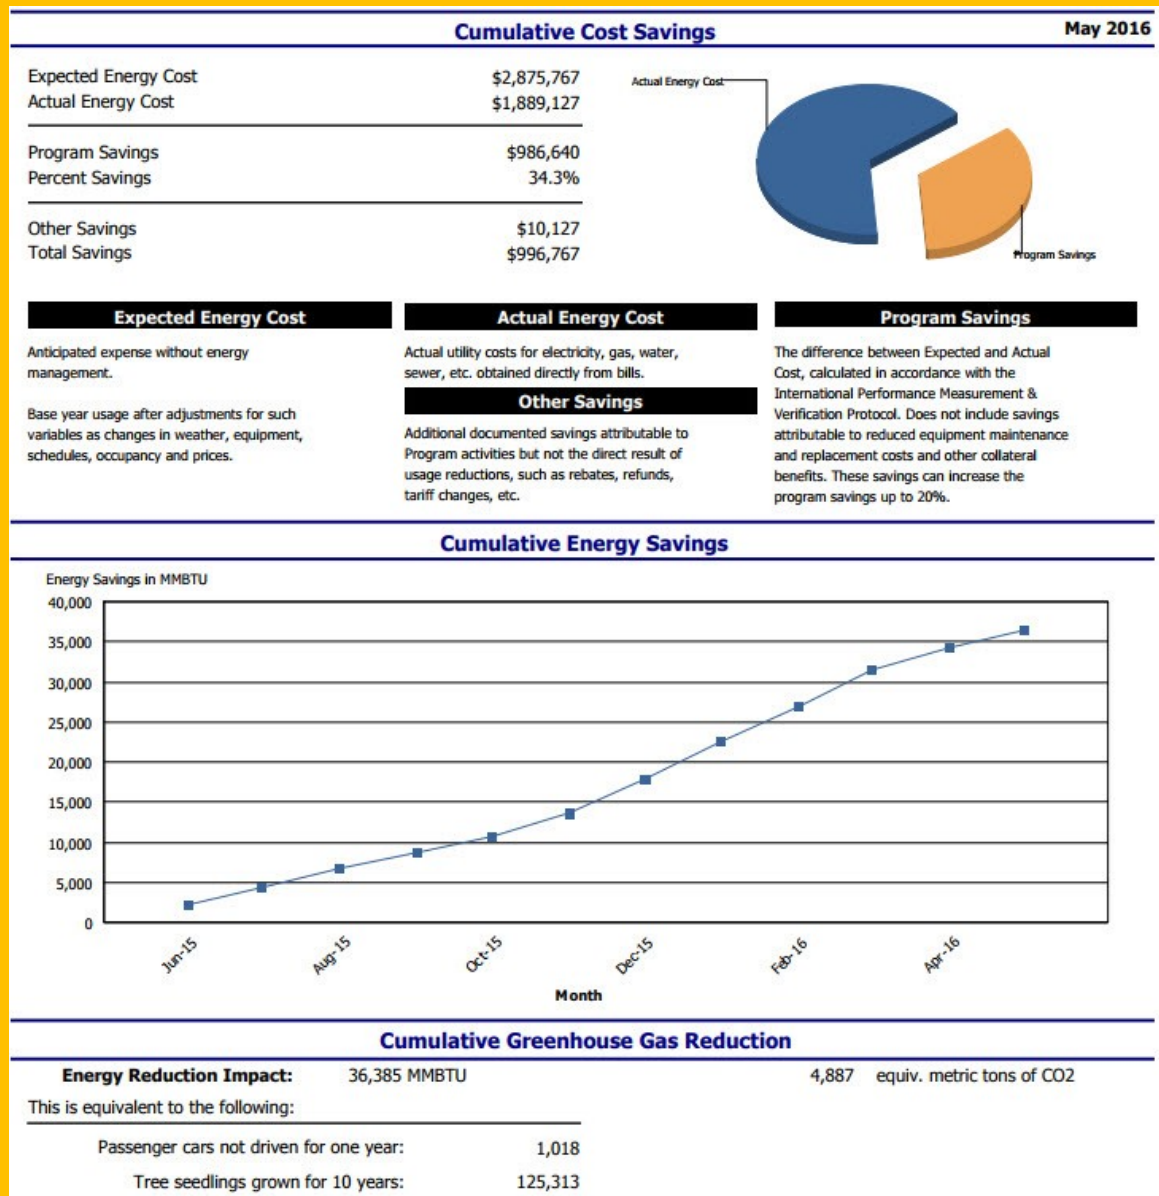 Cumulative Cost Savings
May 2016
Expected Energy Cost $2,875,767
Actual Energy Cost $1,889,127
Program Savings $986,640
Percent Savings 34.3%
Other Savings $10,127
Total Savings $996,767
Actual Energy Cost
Program Savings
Expected Energy Cost
Anticipated expense without energy
management.
Base year usage after adjustments for such
variables as changes in weather, equipment,
schedules, occupancy and prices.
Actual Energy Cost
Actual utility costs for electricity, gas, water,
sewer, etc. obtained directly from bills.
Other Savings
Additional documented savings attributable to
Program activities but not the direct result of
usage reductions, such as rebates, refunds,
tariff changes, etc.
Program Savings
The difference between Expected and Actual
Cost, calculated in accordance with the
International Performance Measurement &
Verification Protocol. Does not include savings
attributable to reduced equipment maintenance
and replacement costs and other collateral
benefits. These savings can increase the
program savings up to 20%.
Cumulative Energy Savings
Energy Savings in MMBTU
40,000
35,000
30,000
25,000
20,000
15,000
10,000
5,000
0
Jun-15 Aug-15 Oct-15 Dec-15 Feb-16 Apr-16
Month
Cumulative Greenhouse Gas Reduction
Energy Reduction Impact: 36,385 MMBTU 4,887 equiv. metric tons of CO2
This is equivalent to the following:
Passenger cars not driven for one year: 1,018
Tree seedlings grown for 10 years: 125,313